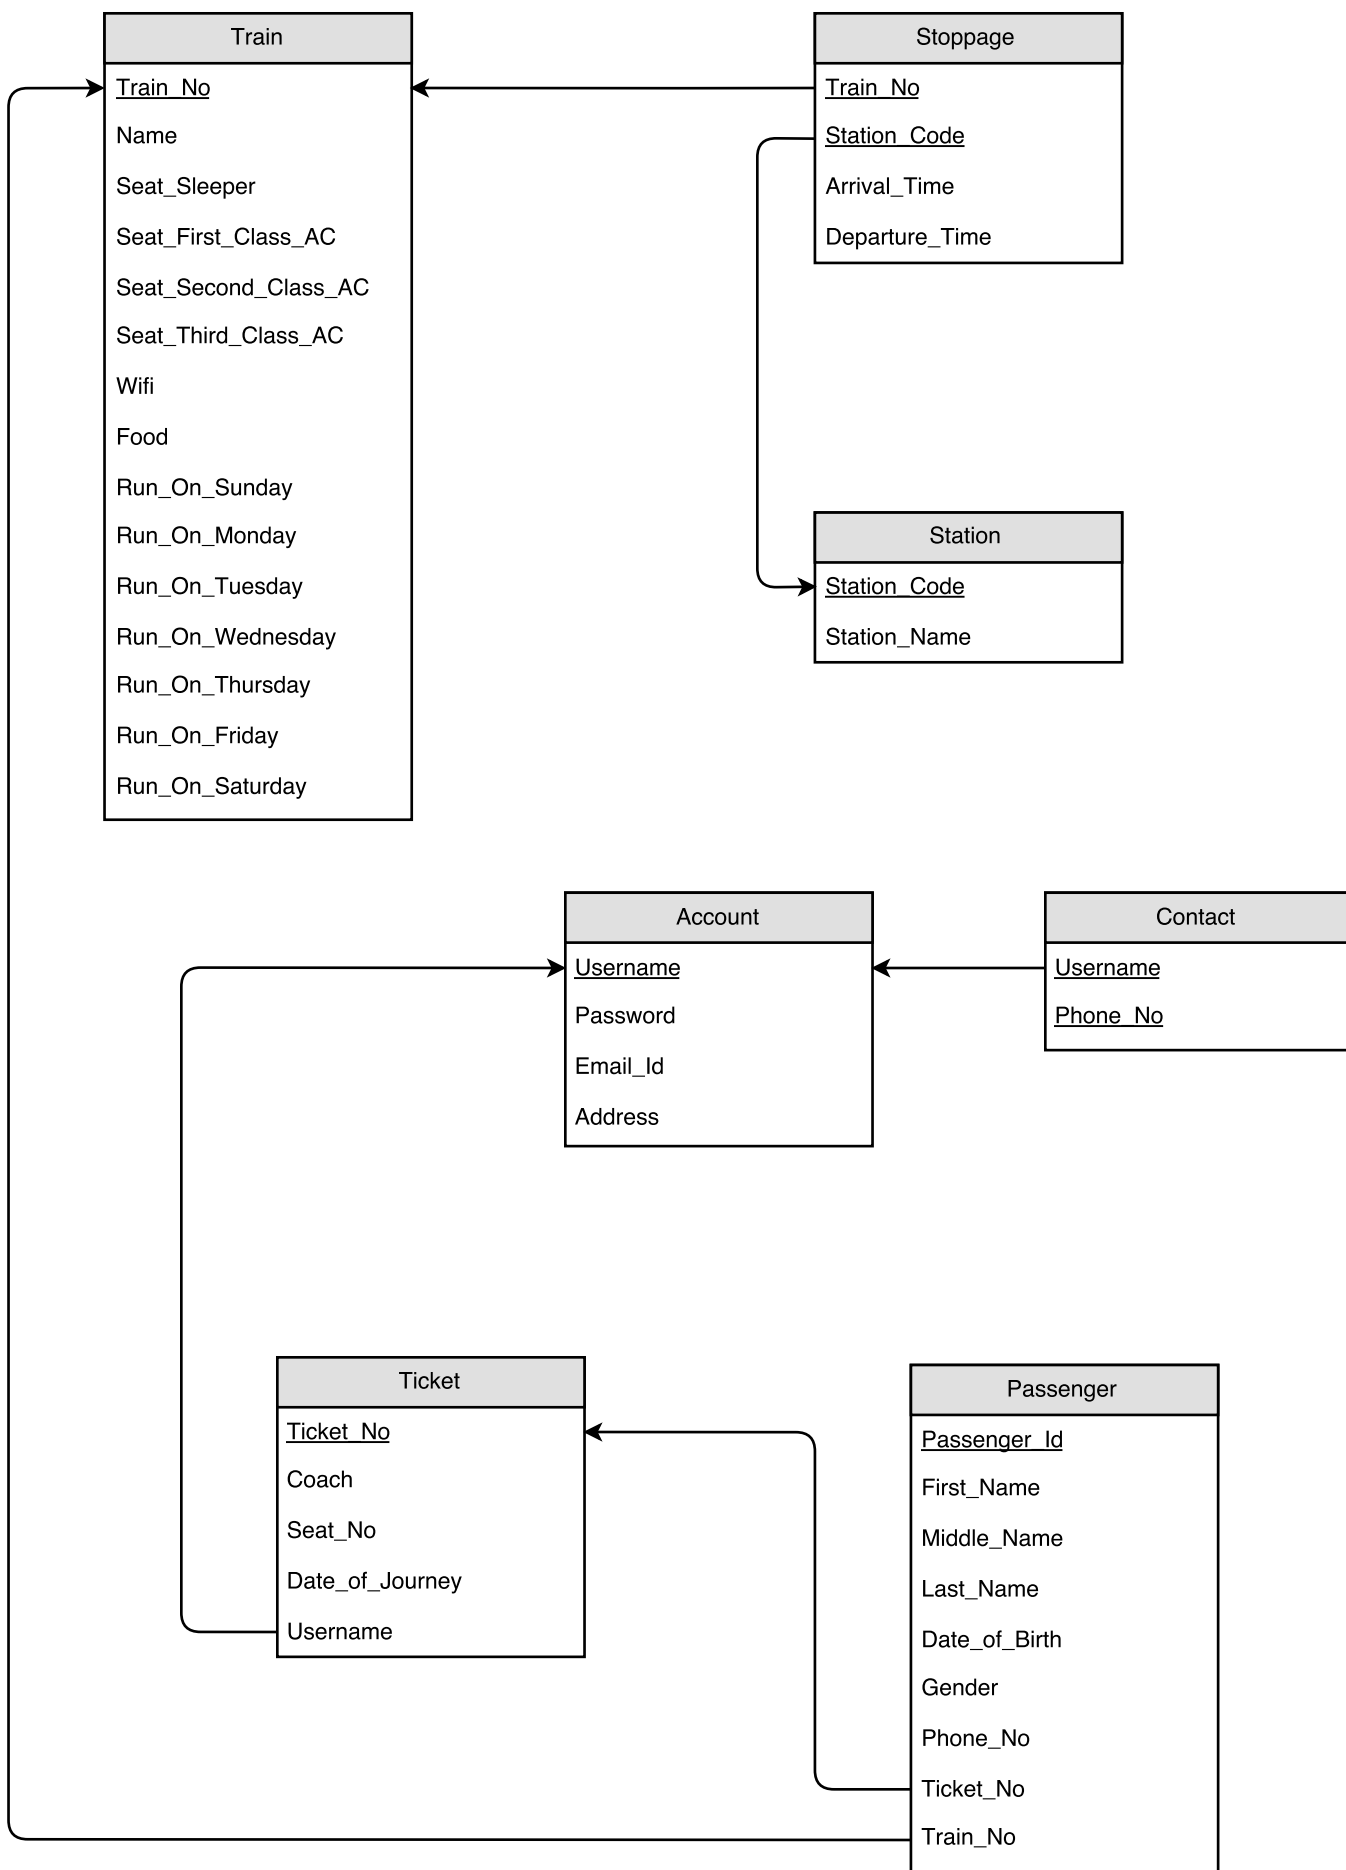 Train
Train_No
Name
Seat_Sleeper
Seat_First_Class_AC
Seat_Second_Class_AC
Seat_Third_Class_AC
Wifi
Food
Run_On_Sunday
Run_On_Monday
Run_On_Tuesday
Run_On_Wednesday
Run_On_Thursday
Run_On_Friday
Run_On_Saturday
Stoppage
Train_No
Station_Code
Arrival_Time
Departure_Time
Station
Station_Code
Station_Name
Account
Username
Password
Email_Id
Address
Contact
Username
Phone_No
Ticket
Ticket_No
Coach
Seat_No
Date_of_Journey
Username
Passenger
Passenger_Id
First_Name
Middle_Name
Last_Name
Date_of_Birth
Gender
Phone_No
Ticket_No
Train_No